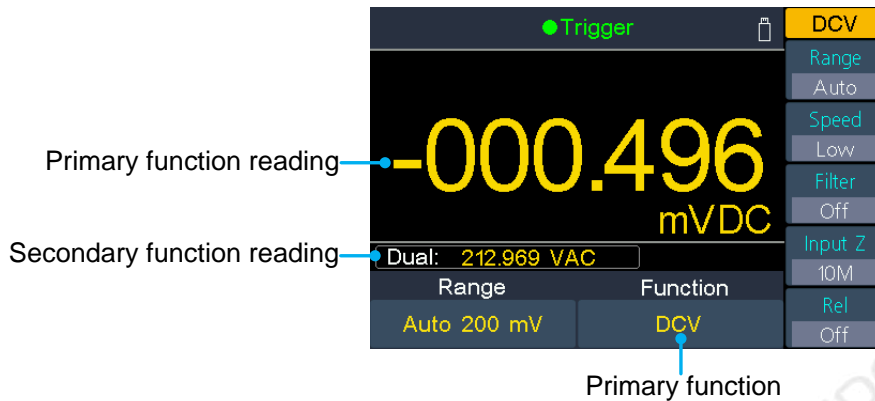 Trigger
DCV
Range
Auto
Speed
Low
Primary function reading
-000.496
Filter
Off
mVDC
Secondary function reading
Dual: 212.969 VAC
Input Z
10M
Range
Function
Rel
Off
Auto 200 mV
DCV
Primary function